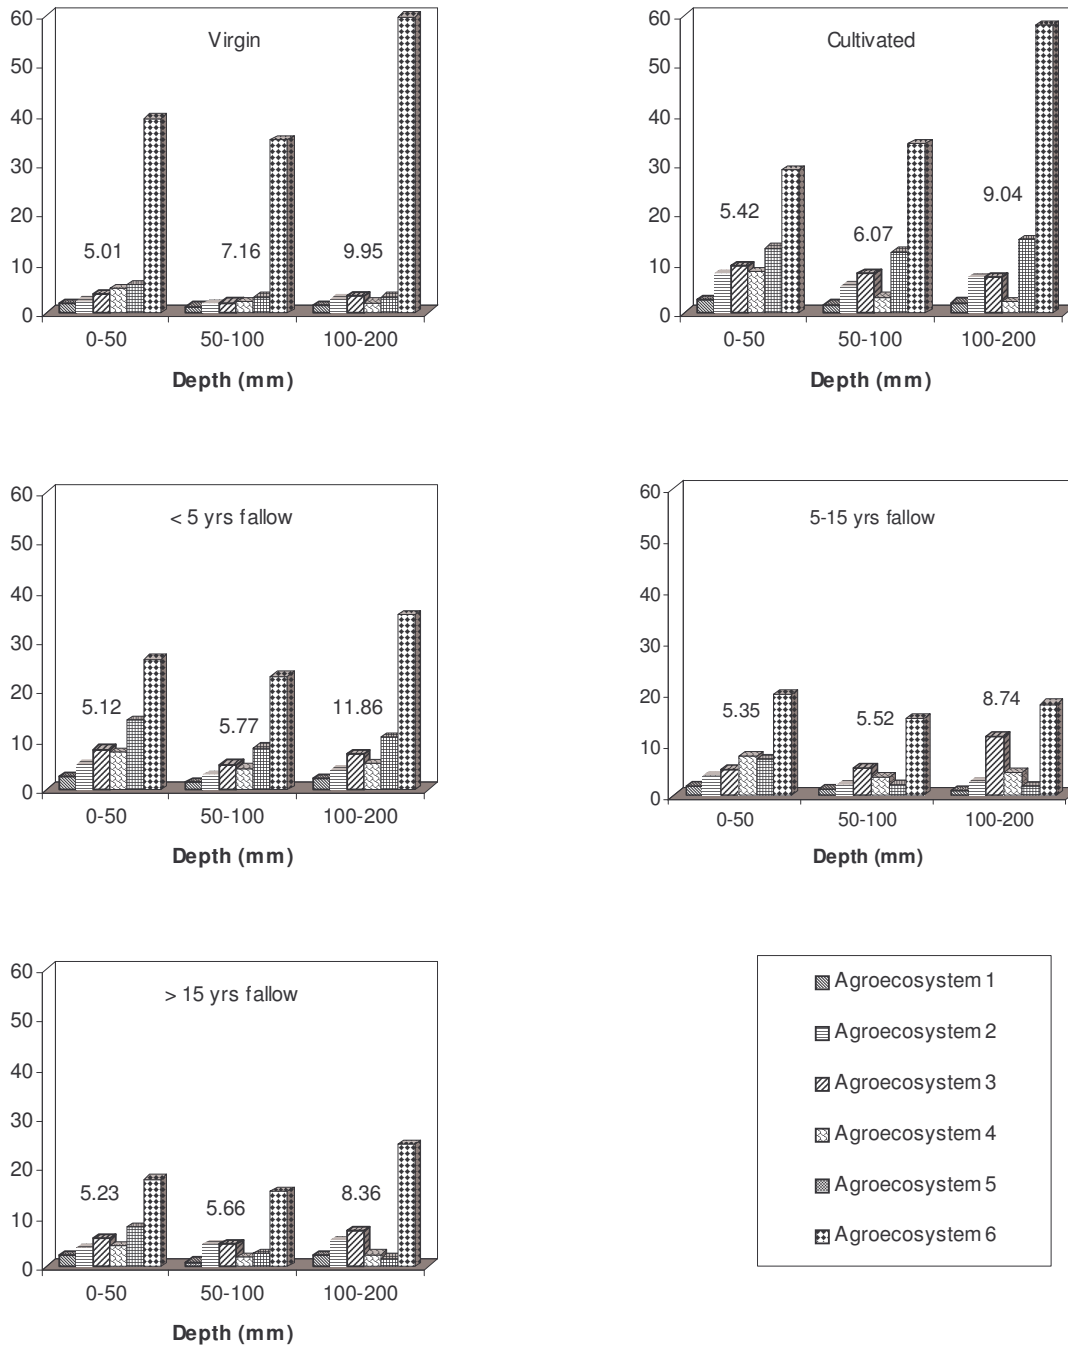 Virgin
60
50
40
30
20
10
0
5.01 7.16 9.95
0-50 50-100 100-200
Depth (mm)
Cultivated
60
50
40
30
20
10
0
5.42 6.07 9.04
0-50 50-100 100-200
Depth (mm)
< 5 yrs fallow
60
50
40
30
20
10
0
5.12 5.77 11.86
0-50 50-100 100-200
Depth (mm)
5-15 yrs fallow
60
50
40
30
20
10
0
5.35 5.52 8.74
0-50 50-100 100-200
Depth (mm)
> 15 yrs fallow
60
50
40
30
20
10
0
5.23 5.66 8.36
0-50 50-100 100-200
Depth (mm)
Agroecosystem 1
Agroecosystem 2
Agroecosystem 3
Agroecosystem 4
Agroecosystem 5
Agroecosystem 6